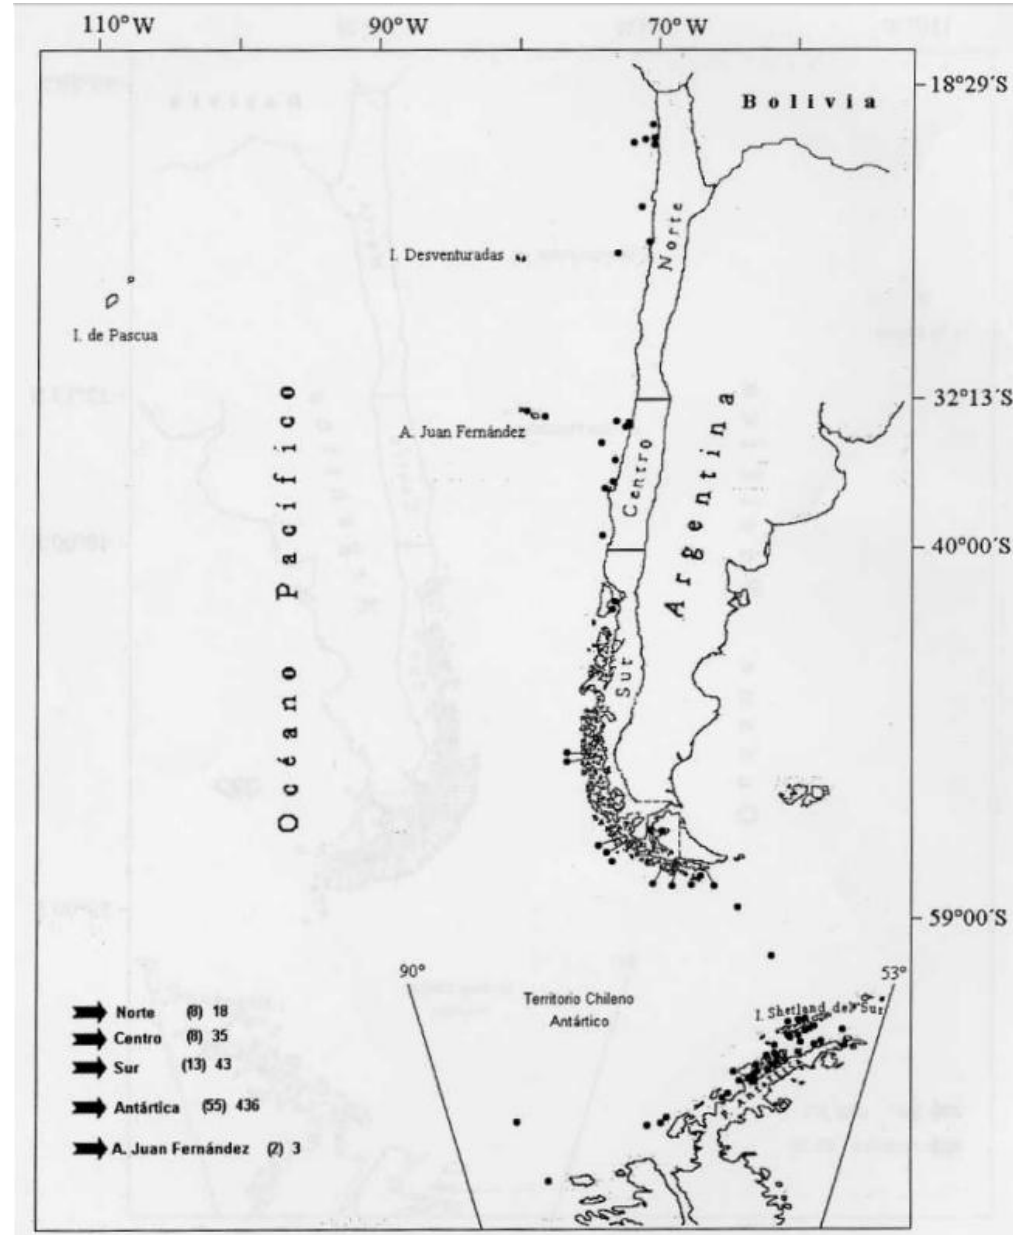 110°W 90°W 70°W
18°29´S
Bolivia
Norte
I. Desventuradas
I. de Pascua
32°13´S
A. Juan Fernández
Océano Pacífico
Centro
Argentina
40°00´S
Sur
59°00´S
90° 53°
Territorio Chileno
Antártico
I. Shetland del Sur
Norte (8) 18
Centro (8) 35
Sur (13) 43
Antártica (55) 436
A. Juan Fernández (2) 3